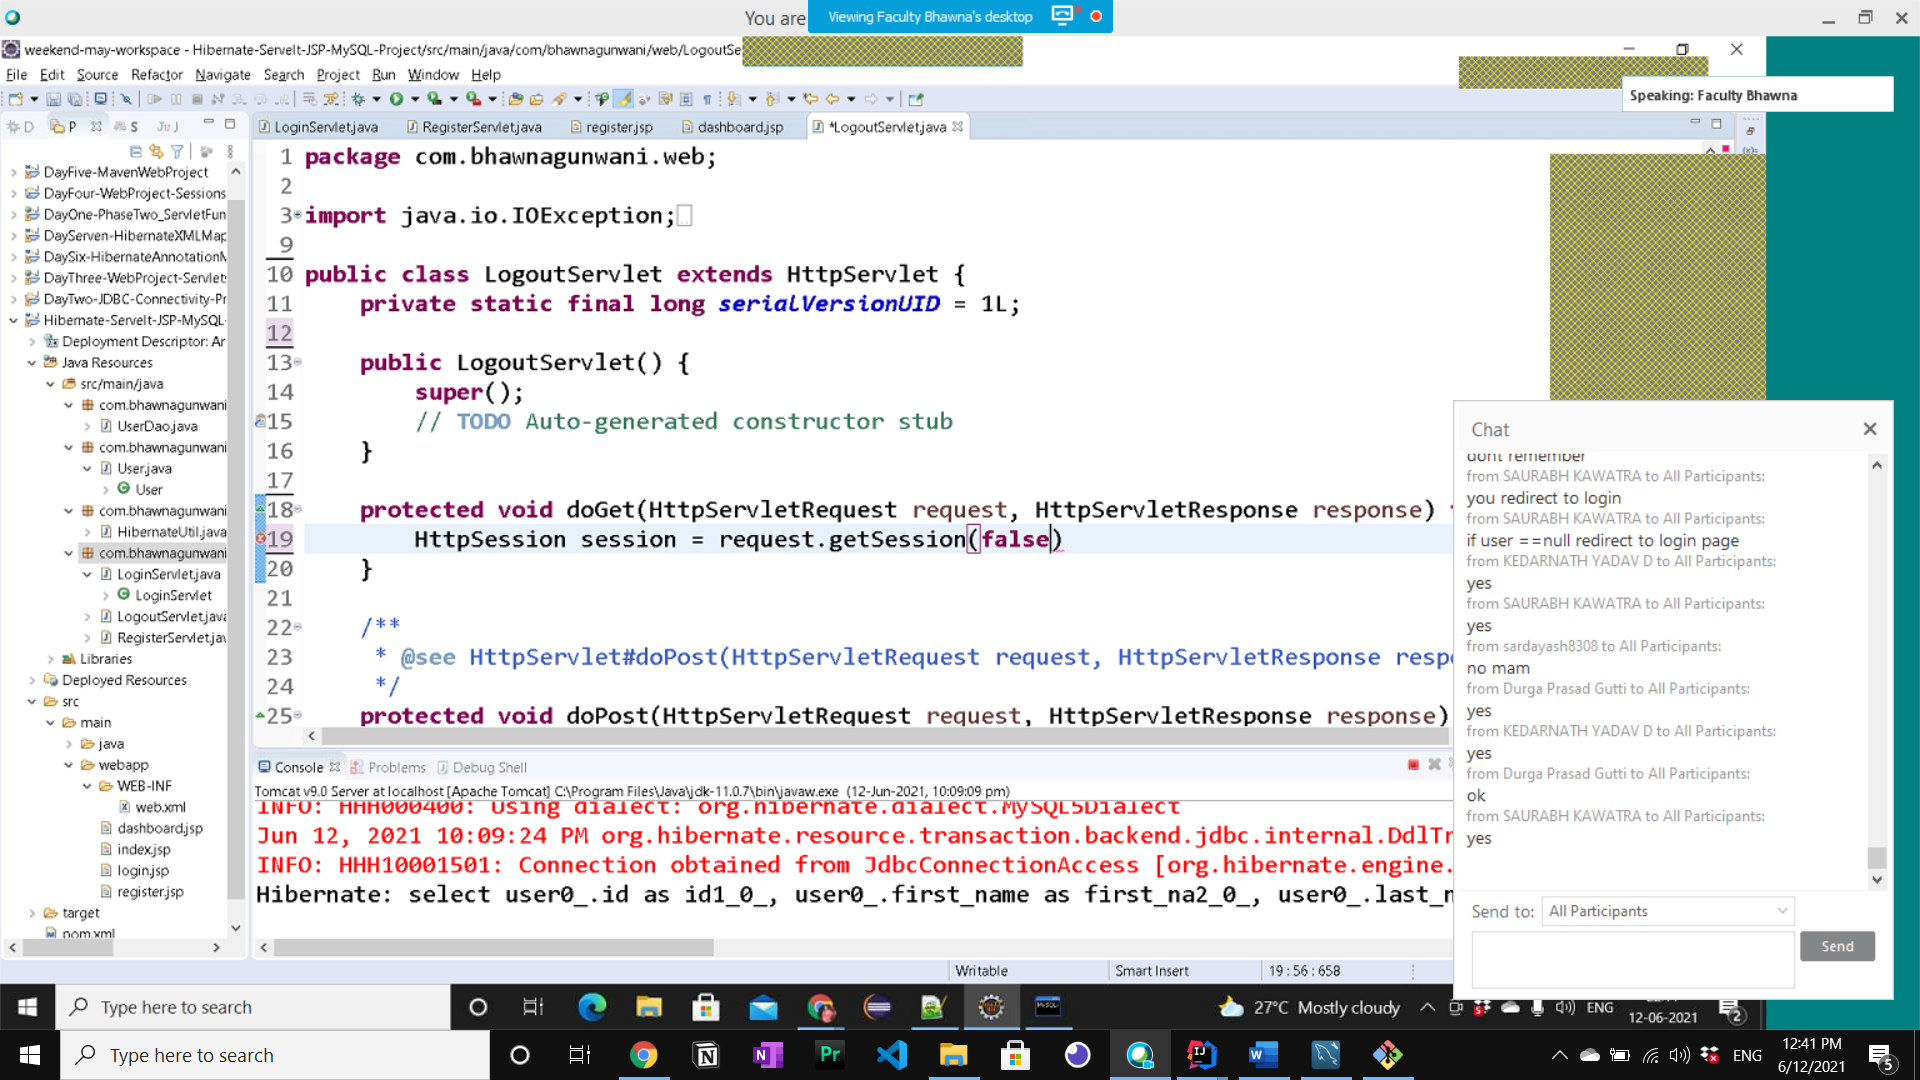 You are
Viewing Faculty Bhawna's desktop
weekend-may-workspace - Hibernate-Servelt-JSP-MySQL-Project/src/main/java/com/bhawnagunwani/web/LogoutSe
Speaking: Faculty Bhawna
File Edit Source Refactor Navigate Search Project Run Window Help
D P S J
LoginServlet.java RegisterServlet.java register.jsp dashboard.jsp *LogoutServlet.java
DayFive-MavenWebProject
DayFour-WebProject-Sessions
DayOne-PhaseTwo_ServletFun
DayServen-HibernateXMLMap
DaySix-HibernateAnnotation
DayThree-WebProject-Servlet
DayTwo-JDBC-Connectivity-Pr
Hibernate-Servelt-JSP-MySQL-
Deployment Descriptor: Ar
Java Resources
src/main/java
com.bhawnagunwani
UserDao.java
com.bhawnagunwani
User.java
User
com.bhawnagunwani
HibernateUtil.java
com.bhawnagunwani
LoginServlet.java
LoginServlet
LogoutServlet.java
RegisterServlet.jav
Libraries
Deployed Resources
src
main
java
webapp
WEB-INF
web.xml
dashboard.jsp
index.jsp
login.jsp
register.jsp
target
pom.xml
1 package com.bhawnagunwani.web;
2
3 import java.io.IOException;
9
10 public class LogoutServlet extends HttpServlet {
11 private static final long serialVersionUID = 1L;
12
13 public LogoutServlet() {
14 super();
15 // TODO Auto-generated constructor stub
16 }
17
18 protected void doGet(HttpServletRequest request, HttpServletResponse response)
19 HttpSession session = request.getSession(false)
20 }
21
22 /**
23 * @see HttpServlet#doPost(HttpServletRequest request, HttpServletResponse resp
24 */
25 protected void doPost(HttpServletRequest request, HttpServletResponse response)
Console Problems Debug Shell
Tomcat v9.0 Server at localhost [Apache Tomcat] C:\Program Files\Java\jdk-11.0.7\bin\javaw.exe (12-Jun-2021, 10:09:09 pm)
INFO: HHH000400: Using dialect: org.hibernate.dialect.MySQL5Dialect
Jun 12, 2021 10:09:24 PM org.hibernate.resource.transaction.backend.jdbc.internal.DdlTr
INFO: HHH10001501: Connection obtained from JdbcConnectionAccess [org.hibernate.engine.
Hibernate: select user0_.id as id1_0_, user0_.first_name as first_na2_0_, user0_.last_n
Writable Smart Insert 19 : 56 : 658
Chat
dont remember
from SAURABH KAWATRA to All Participants:
you redirect to login
from SAURABH KAWATRA to All Participants:
if user ==null redirect to login page
from KEDARNATH YADAV D to All Participants:
yes
from SAURABH KAWATRA to All Participants:
yes
from sardayash8308 to All Participants:
no mam
from Durga Prasad Gutti to All Participants:
yes
from KEDARNATH YADAV D to All Participants:
yes
from Durga Prasad Gutti to All Participants:
ok
from SAURABH KAWATRA to All Participants:
yes
Send to: All Participants
Send
Type here to search
27°C Mostly cloudy ENG
12-06-2021
2
Type here to search
Pr
ENG
12:41 PM
6/12/2021
5